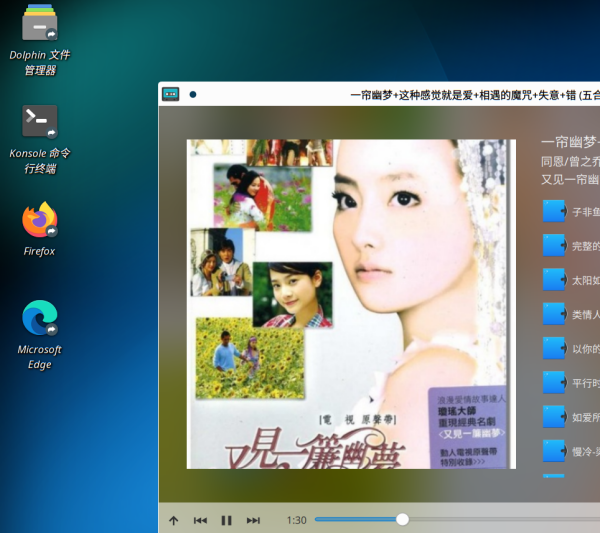 Dolphin 文件
管理器
Konsole 命令
行终端
Firefox
Microsoft
Edge
一帘幽梦+这种感觉就是爱+相遇的魔咒+失意+错 (五合
浪漫愛情故事達人
瓊瑤大師
重現經典名劇
<又見一簾幽夢>
[電 視 原聲帶]
又見一簾幽夢
動人電視原聲帶
特別收錄>>>
一帘幽梦
同恩/曾之乔
又见一帘幽
子非鱼
完整的
太阳如
类情人
以你的
平行时
如爱所
慢冷
1:30